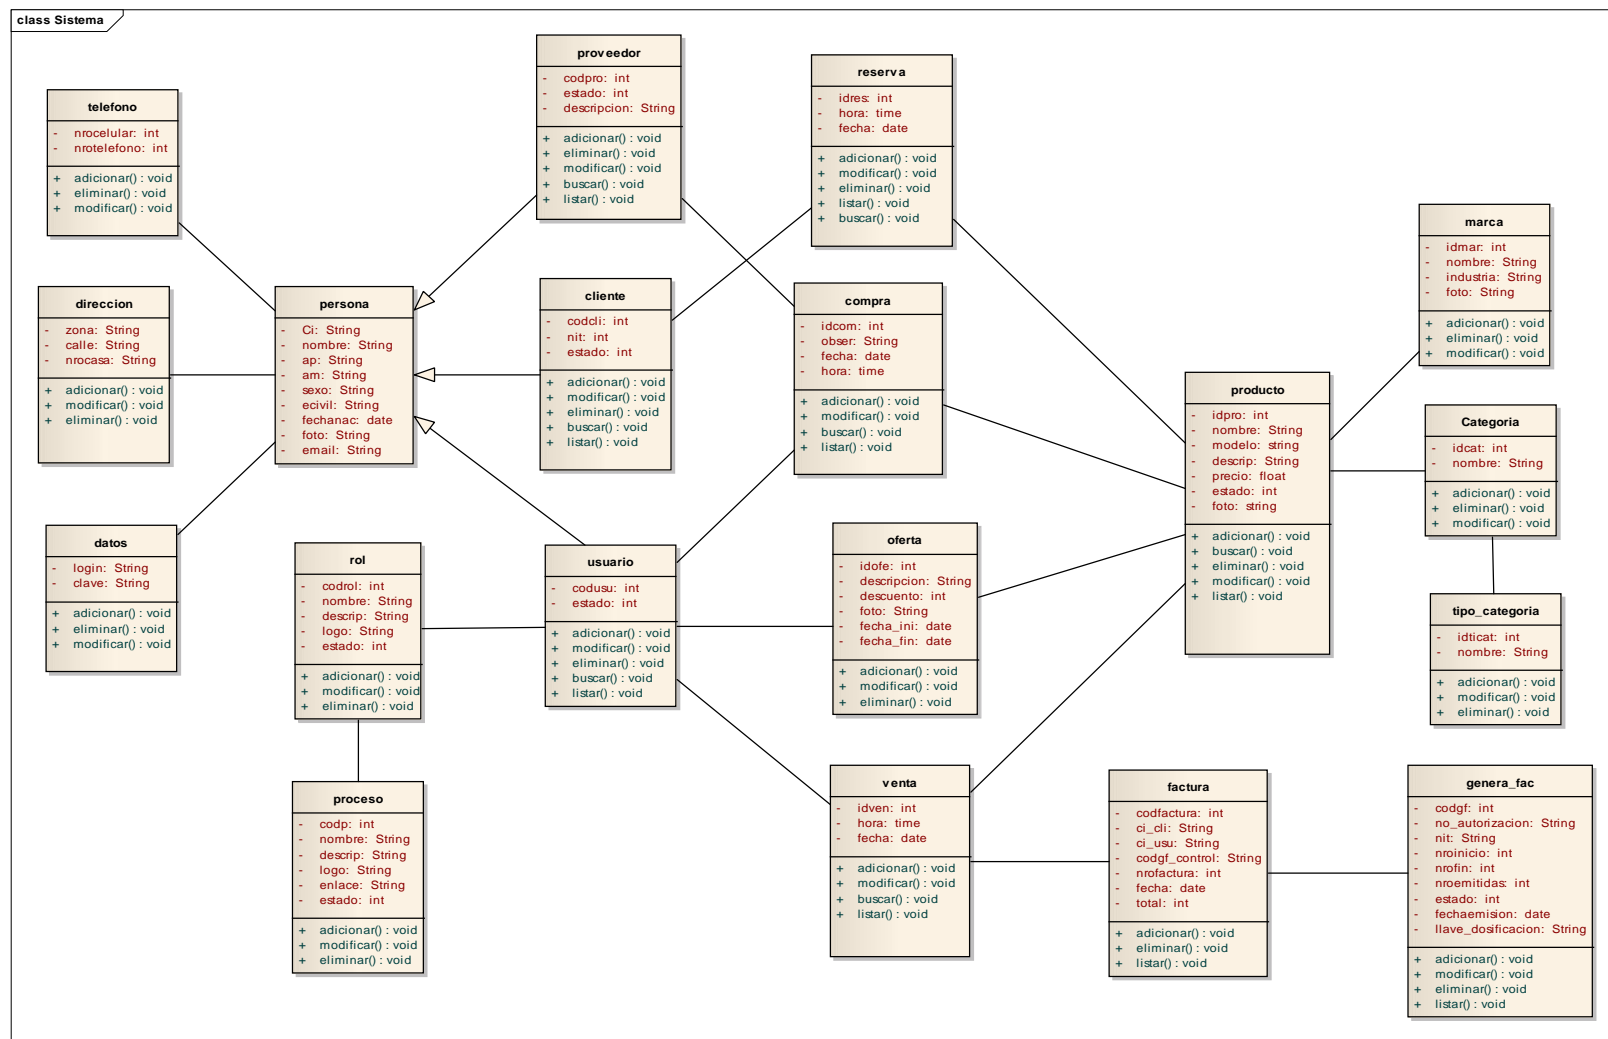 class Sistema
telefono
- nrocelular: int
- nrotelefono: int
+ adicionar() : void
+ eliminar() : void
+ modificar() : void
direccion
- zona: String
- calle: String
- nrocasa: String
+ adicionar() : void
+ modificar() : void
+ eliminar() : void
datos
- login: String
- clave: String
+ adicionar() : void
+ eliminar() : void
+ modificar() : void
persona
- Ci: String
- nombre: String
- ap: String
- am: String
- sexo: String
- ecivil: String
- fechanac: date
- foto: String
- email: String
rol
- codrol: int
- nombre: String
- descrip: String
- logo: String
- estado: int
+ adicionar() : void
+ modificar() : void
+ eliminar() : void
proceso
- codp: int
- nombre: String
- descrip: String
- logo: String
- enlace: String
- estado: int
+ adicionar() : void
+ modificar() : void
+ eliminar() : void
proveedor
- codpro: int
- estado: int
- descripcion: String
+ adicionar() : void
+ eliminar() : void
+ modificar() : void
+ buscar() : void
+ listar() : void
cliente
- codcli: int
- nit: int
- estado: int
+ adicionar() : void
+ modificar() : void
+ eliminar() : void
+ buscar() : void
+ listar() : void
usuario
- codusu: int
- estado: int
+ adicionar() : void
+ modificar() : void
+ eliminar() : void
+ buscar() : void
+ listar() : void
reserva
- idres: int
- hora: time
- fecha: date
+ adicionar() : void
+ modificar() : void
+ eliminar() : void
+ listar() : void
+ buscar() : void
compra
- idcom: int
- obser: String
- fecha: date
- hora: time
+ adicionar() : void
+ modificar() : void
+ buscar() : void
+ listar() : void
oferta
- idofe: int
- descripcion: String
- descuento: int
- foto: String
- fecha_ini: date
- fecha_fin: date
+ adicionar() : void
+ modificar() : void
+ eliminar() : void
venta
- idven: int
- hora: time
- fecha: date
+ adicionar() : void
+ modificar() : void
+ buscar() : void
+ listar() : void
producto
- idpro: int
- nombre: String
- modelo: string
- descrip: String
- precio: float
- estado: int
- foto: string
+ adicionar() : void
+ buscar() : void
+ eliminar() : void
+ modificar() : void
+ listar() : void
factura
- codfactura: int
- ci_cli: String
- ci_usu: String
- codgf_control: String
- nrofactura: int
- fecha: date
- total: int
+ adicionar() : void
+ eliminar() : void
+ listar() : void
marca
- idmar: int
- nombre: String
- industria: String
- foto: String
+ adicionar() : void
+ eliminar() : void
+ modificar() : void
Categoria
- idcat: int
- nombre: String
+ adicionar() : void
+ eliminar() : void
+ modificar() : void
tipo_categoria
- idticat: int
- nombre: String
+ adicionar() : void
+ modificar() : void
+ eliminar() : void
genera_fac
- codgf: int
- no_autorizacion: String
- nit: String
- nroinicio: int
- nrofin: int
- nroemitidas: int
- estado: int
- fechaemision: date
- llave_dosificacion: String
+ adicionar() : void
+ modificar() : void
+ eliminar() : void
+ listar() : void